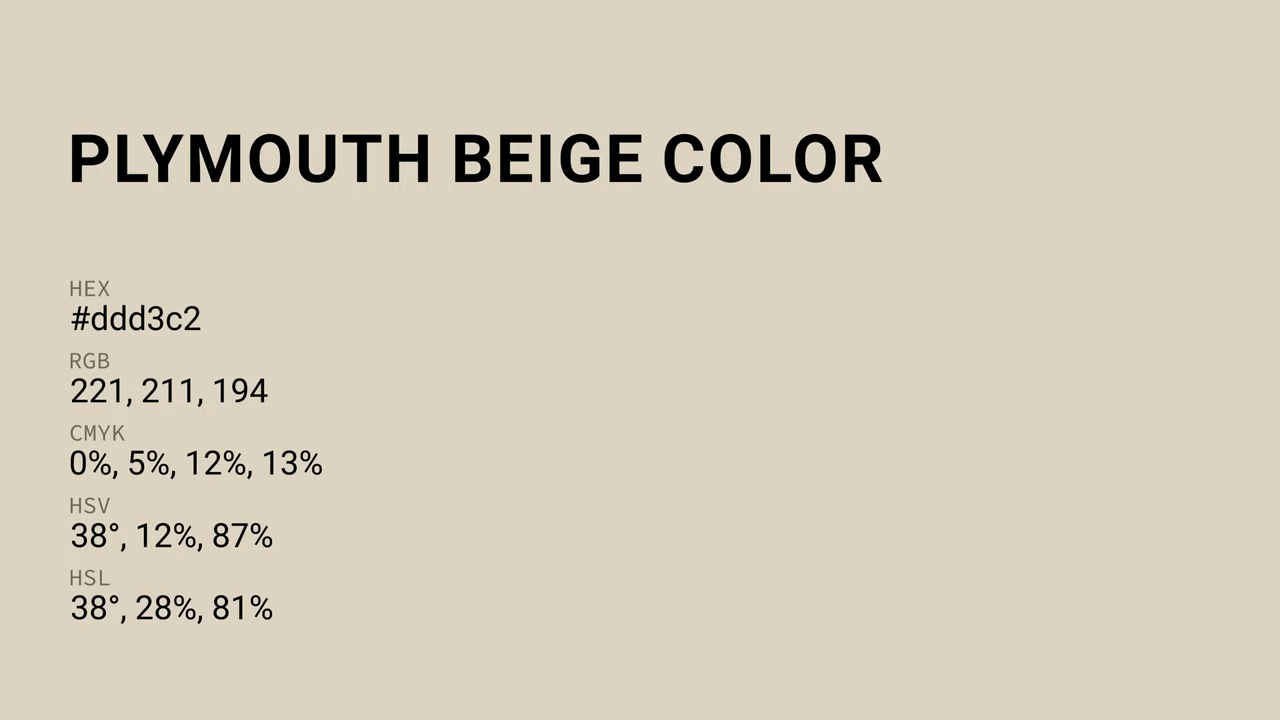 PLYMOUTH BEIGE COLOR
HEX
#ddd3c2
RGB
221, 211, 194
CMYK
0%, 5%, 12%, 13%
HSV
38°, 12%, 87%
HSL
38°, 28%, 81%